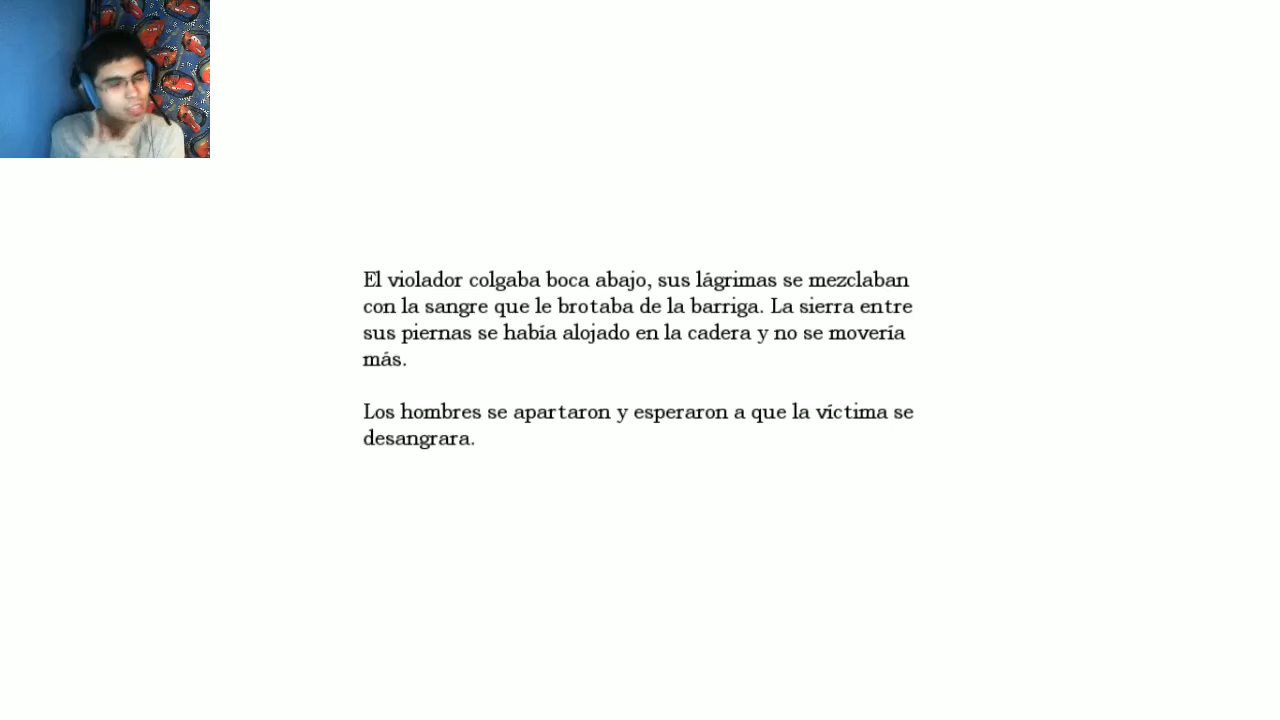 El violador colgaba boca abajo, sus lágrimas se mezclaban
con la sangre que le brotaba de la barriga. La sierra entre
sus piernas se había alojado en la cadera y no se movería
más.
Los hombres se apartaron y esperaron a que la víctima se
desangrara.